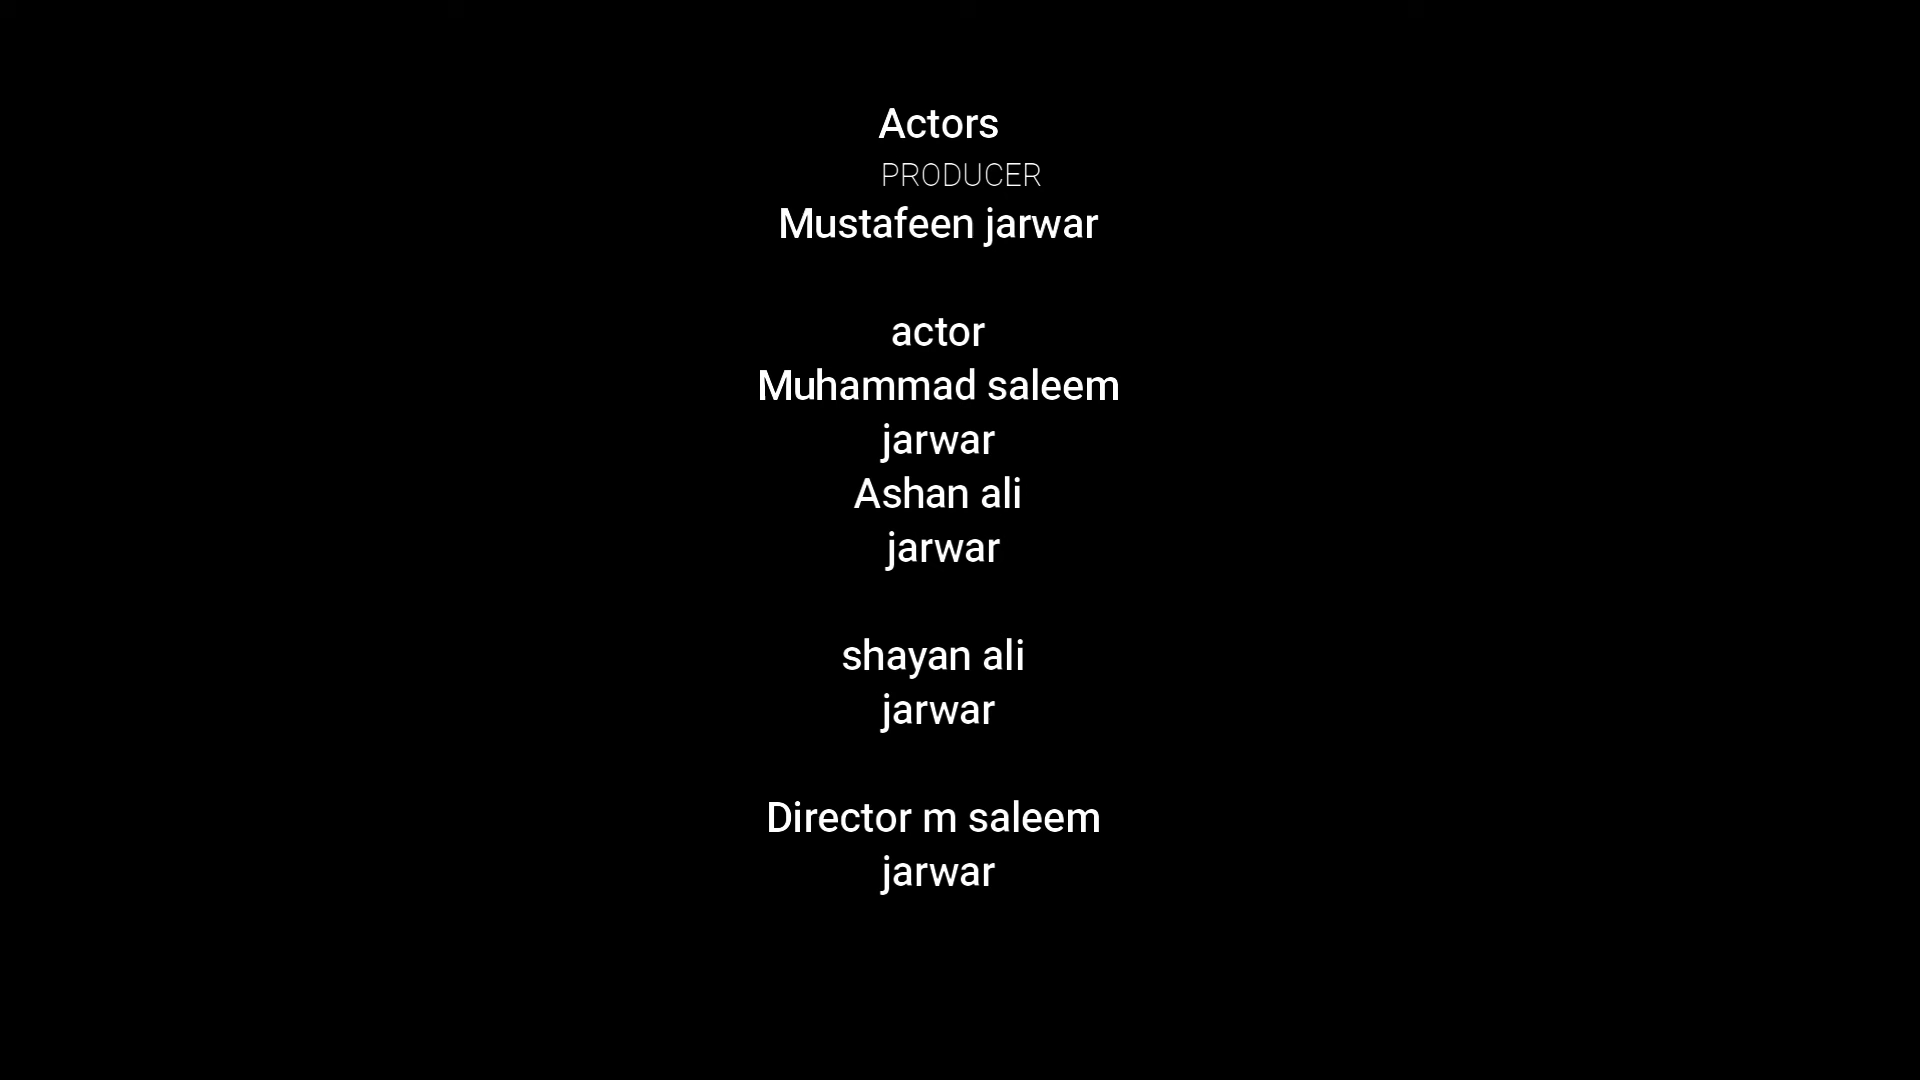 Actors
PRODUCER
Mustafeen jarwar
actor
Muhammad saleem
jarwar
Ashan ali
jarwar
shayan ali
jarwar
Director m saleem
jarwar